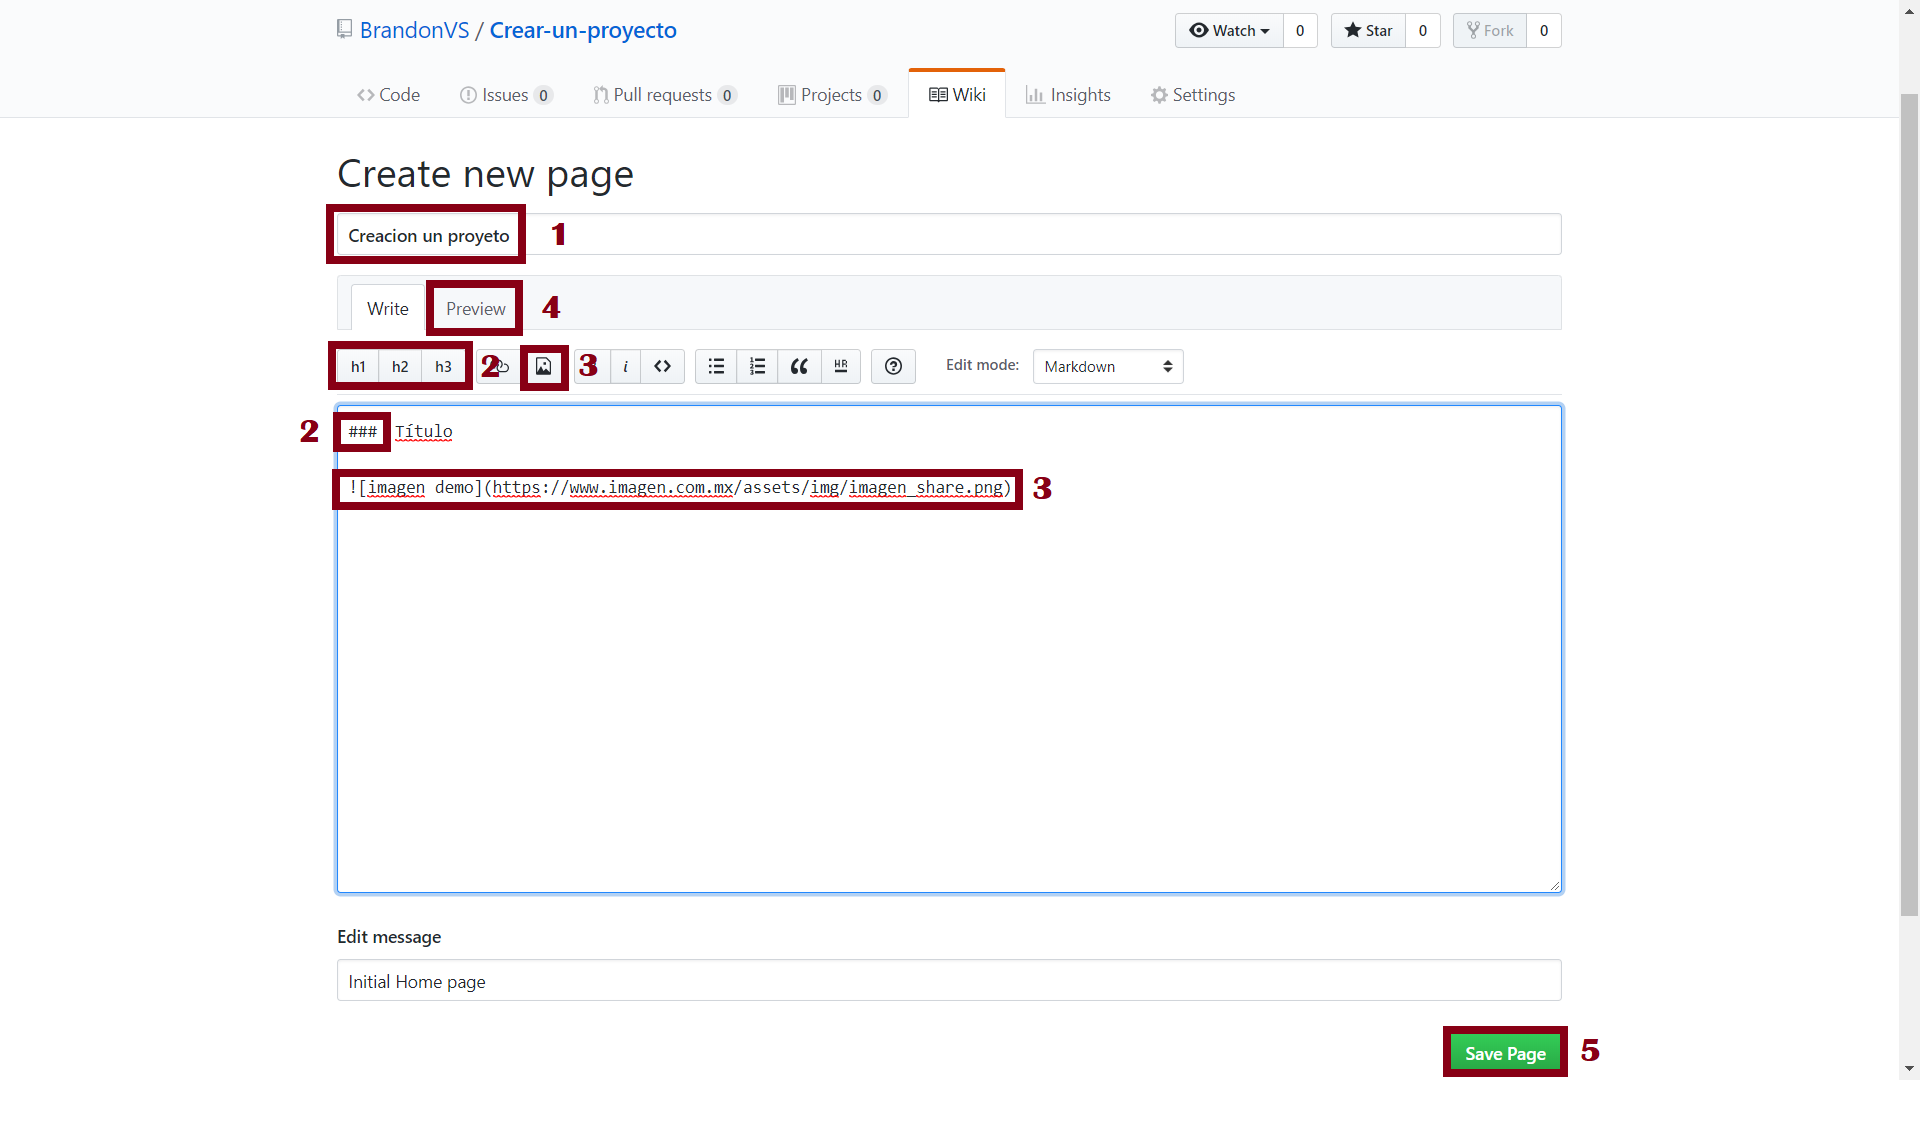 BrandonVS / Crear-un-proyecto
Watch 0 Star 0 Fork 0
Code Issues 0 Pull requests 0 Projects 0 Wiki Insights Settings
Create new page
Creacion un proyeto 1
Write Preview 4
h1 h2 h3 2 3 i <> HR Edit mode: Markdown
2 ### Título
![imagen demo](https://www.imagen.com.mx/assets/img/imagen_share.png) 3
Edit message
Initial Home page
Save Page 5